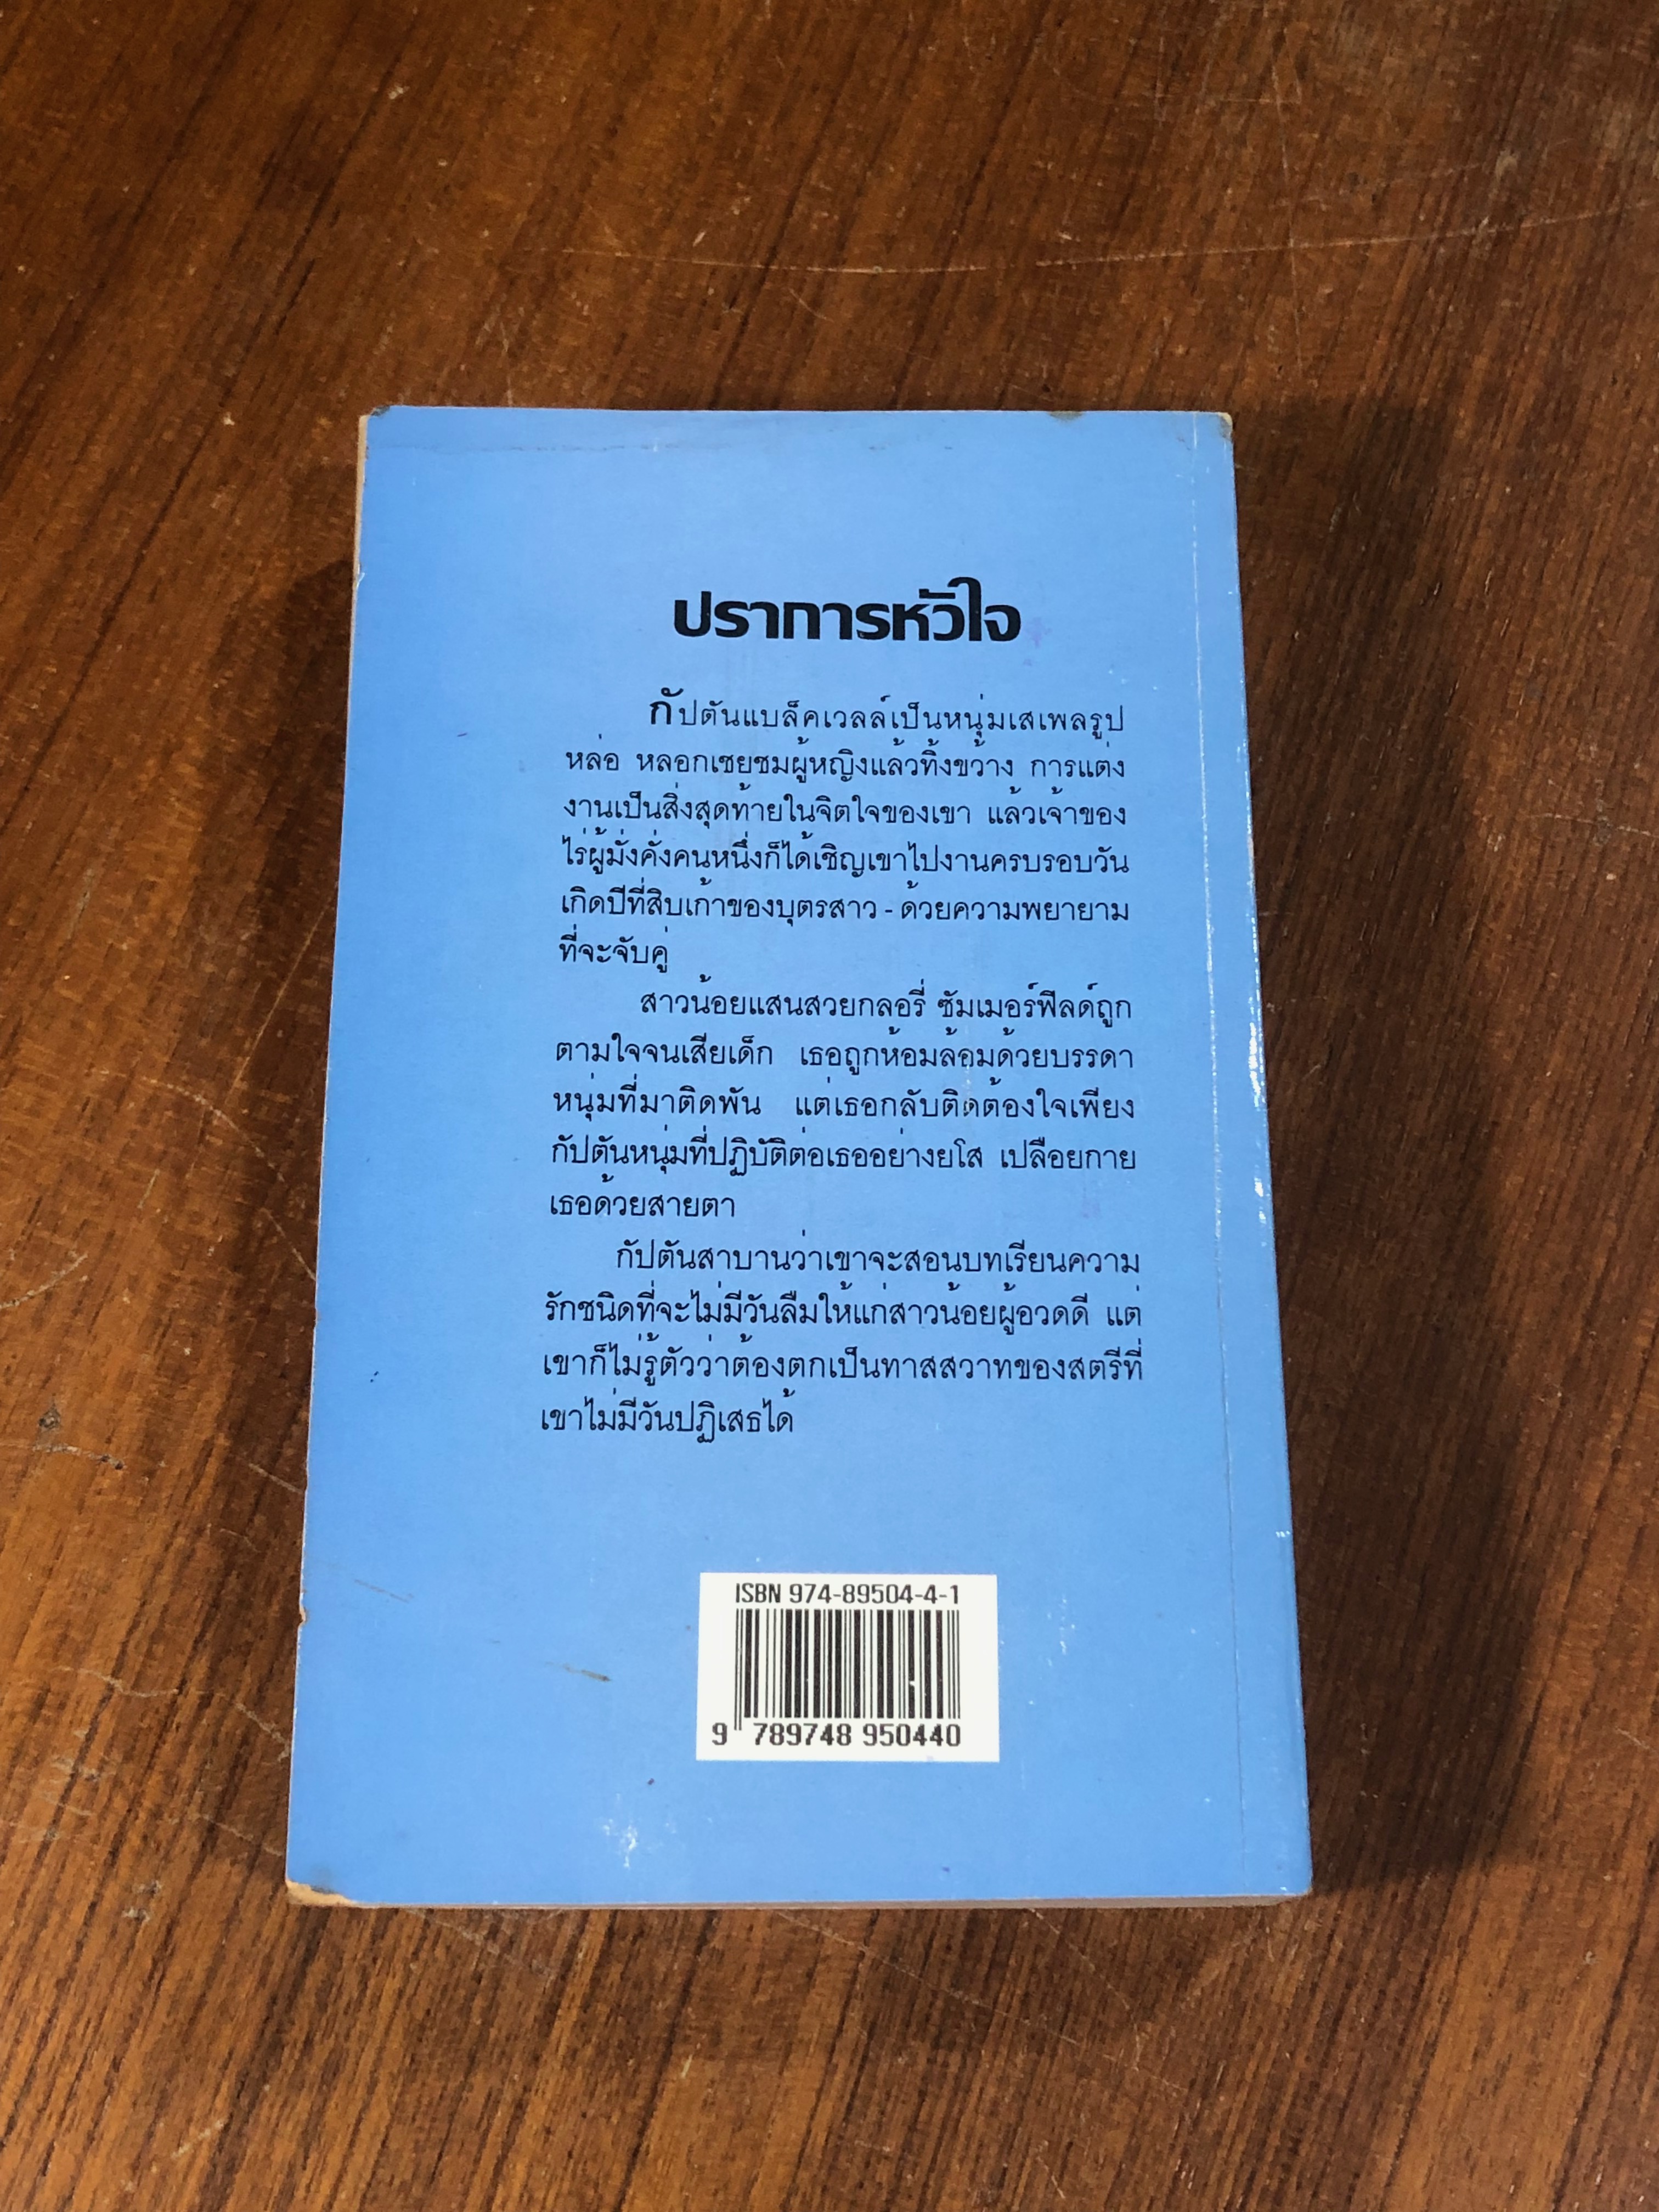 ปราการหัวใจ
กัปตันแบล็คเวลล์เป็นหนุ่มเสเพลรูป
หล่อ หลอกเชยชมผู้หญิงแล้วทิ้งขว้าง การแต่ง
งานเป็นสิ่งสุดท้ายในจิตใจของเขา แล้วเจ้าของ
ไร่ผู้มั่งคั่งคนหนึ่งก็ได้เชิญเขาไปงานครบรอบวัน
เกิดปีที่สิบเก้าของบุตรสาว - ด้วยความพยายาม
ที่จะจับคู่
สาวน้อยแสนสวยกลอรี่ ซัมเมอร์ฟีลด์ถูก
ตามใจจนเสียเด็ก เธอถูกห้อมล้อมด้วยบรรดา
หนุ่มที่มาติดพัน แต่เธอกลับติดต้องใจเพียง
กัปตันหนุ่มที่ปฏิบัติต่อเธออย่างยโส เปลือยกาย
เธอด้วยสายตา
กัปตันสาบานว่าเขาจะสอนบทเรียนความ
รักชนิดที่จะไม่มีวันลืมให้แก่สาวน้อยผู้อวดดี แต่
เขาก็ไม่รู้ตัวว่าต้องตกเป็นทาสสวาทของสตรีที่
เขาไม่มีวันปฏิเสธได้
ISBN 974-89504-4-1
9 789748 950440